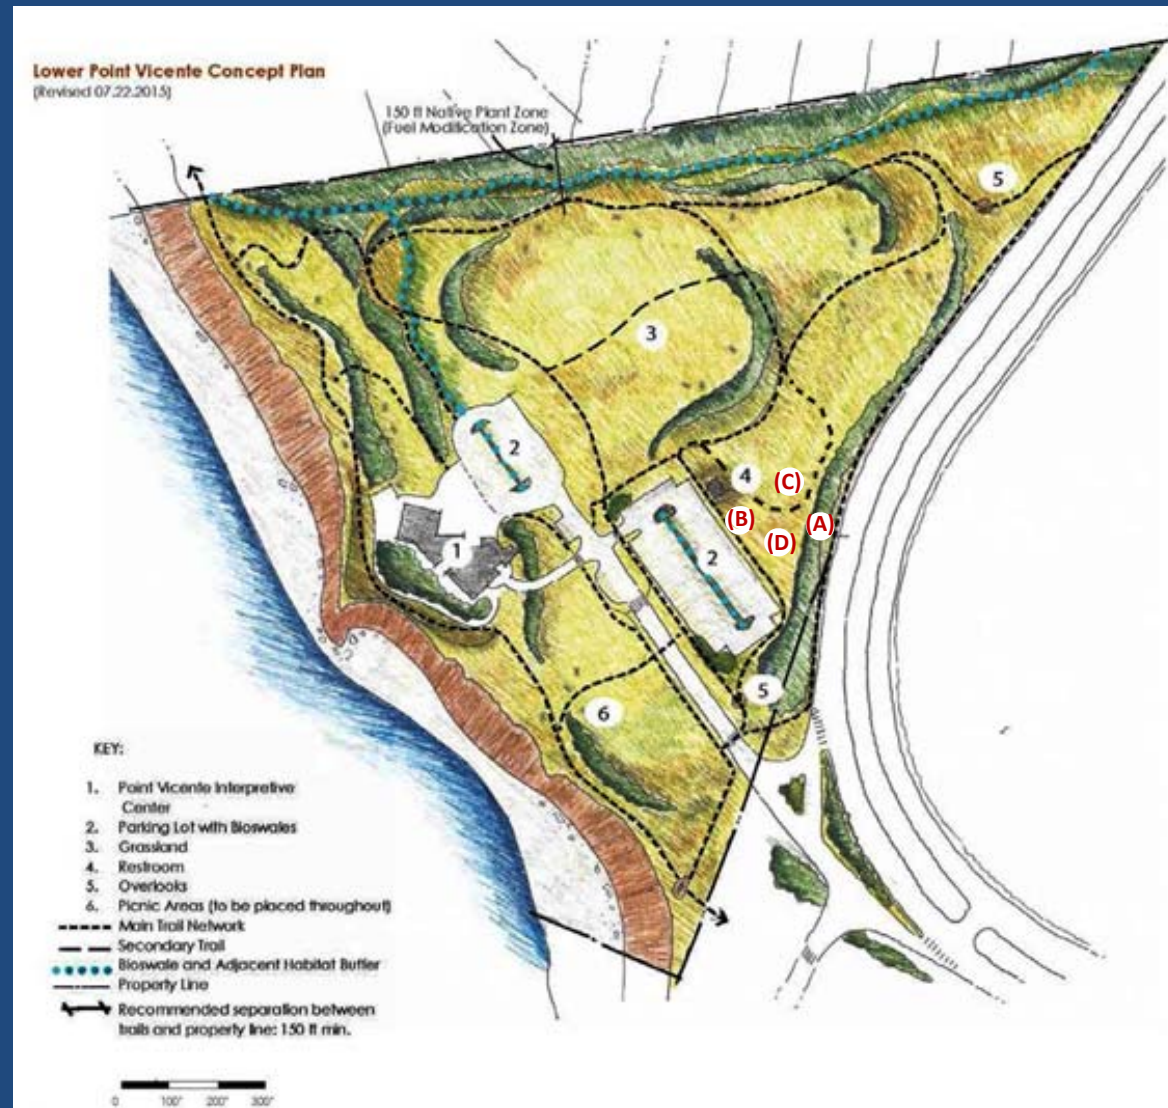 Lower Point Vicente Concept Plan
(Revised 07.22.2015)
150 ft Native Plant Zone
(Fuel Modification Zone)
5
3
2
4
(C)
(B)
(A)
(D)
1
2
5
6
KEY:
1. Point Vicente Interpretive
Center
2. Parking Lot with Bioswales
3. Grassland
4. Restroom
5. Overlooks
6. Picnic Areas (to be placed throughout)
Main Trail Network
Secondary Trail
Bioswale and Adjacent Habitat Buffer
Property Line
Recommended separation between
trails and property line: 150 ft min.
0 100' 200' 300'